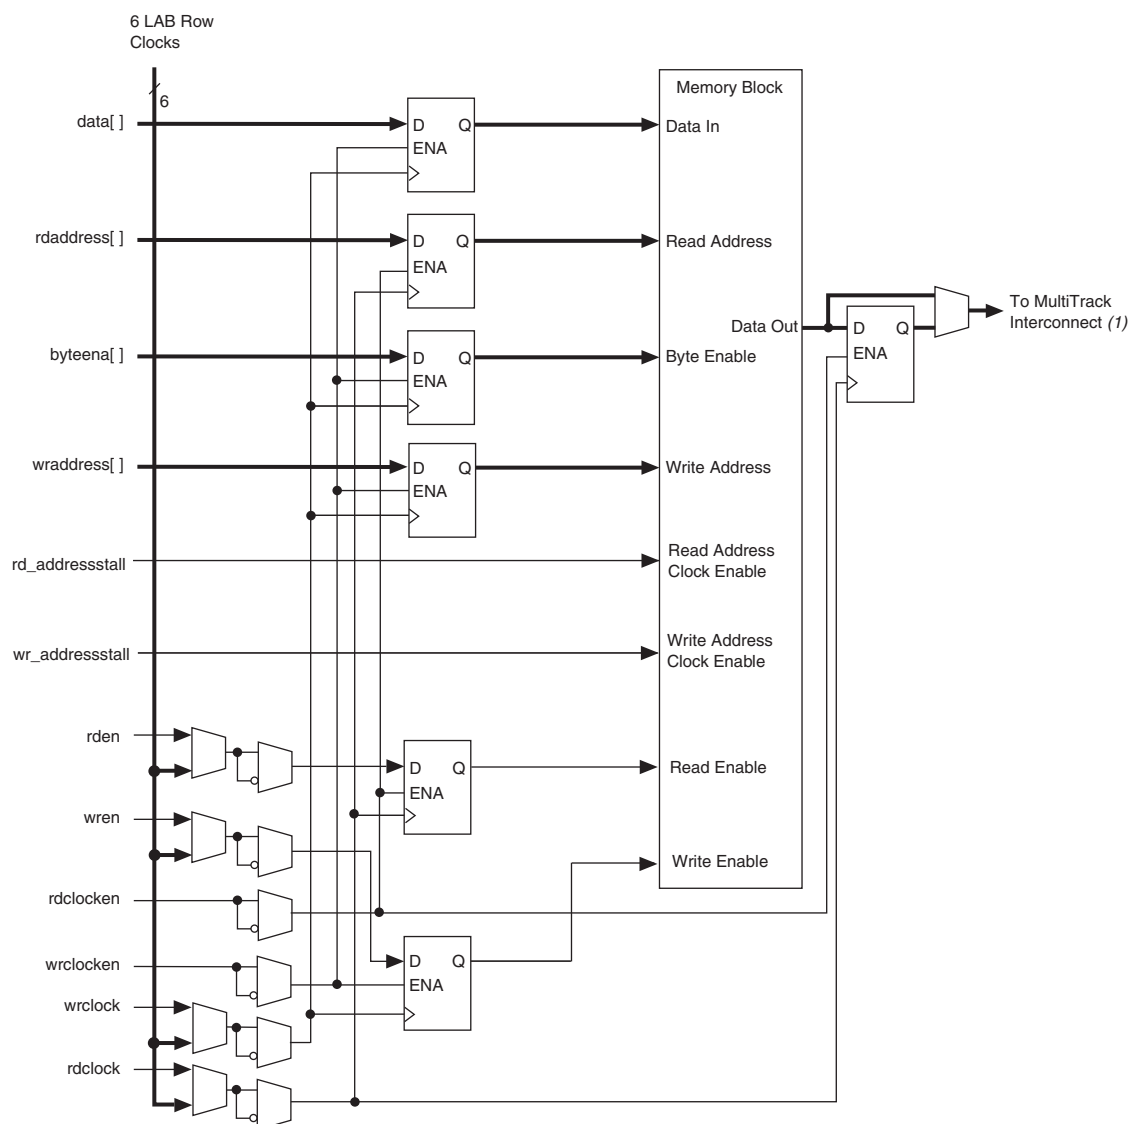 6 LAB Row
Clocks
6
data[ ]
D Q
ENA
Memory Block
Data In
rdaddress[ ]
D Q
ENA
Read Address
To MultiTrack
Interconnect (1)
Data Out
D Q
ENA
byteena[ ]
D Q
ENA
Byte Enable
wraddress[ ]
D Q
ENA
Write Address
rd_addressstall
Read Address
Clock Enable
wr_addressstall
Write Address
Clock Enable
rden
D Q
ENA
Read Enable
wren
Write Enable
rdclocken
wrclocken
D Q
ENA
wrclock
rdclock